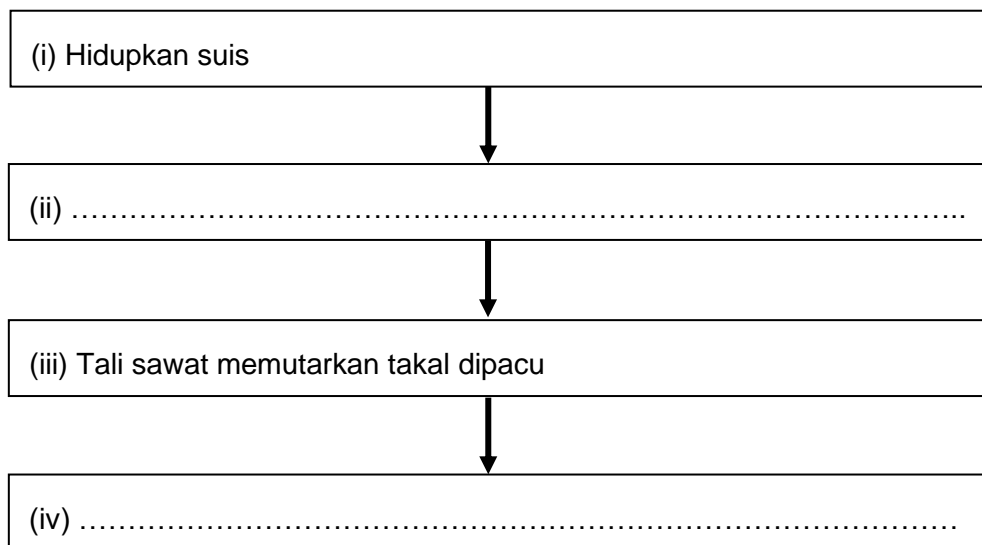 (i) Hidupkan suis
(ii) ………………………………………………………………………………..
(iii) Tali sawat memutarkan takal dipacu
(iv) ………………………………………………………………………………